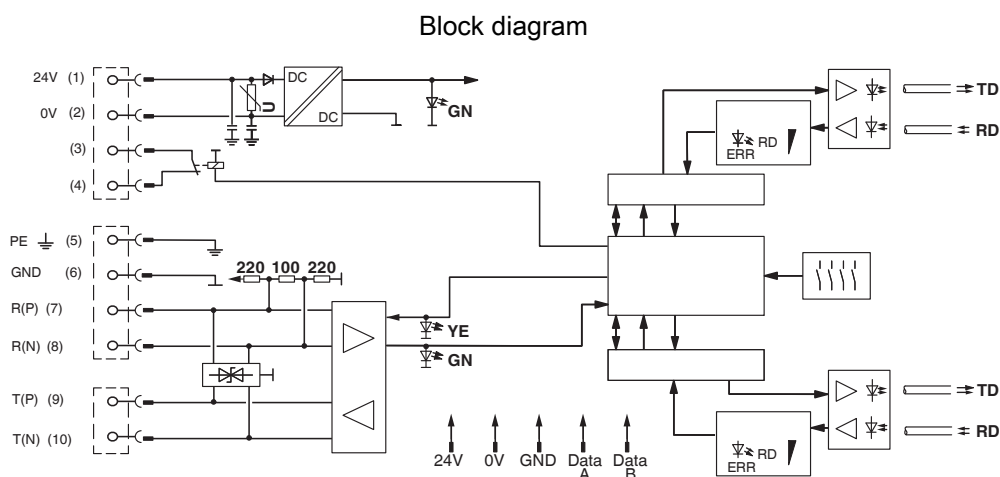 Block diagram
24V (1)
0V (2)
(3)
(4)
DC
DC
U
GN
TD
RD
RD
ERR
PE (5)
GND (6)
R(P) (7)
R(N) (8)
T(P) (9)
T(N) (10)
220 100 220
YE
GN
24V 0V GND Data A Data B
TD
RD
RD
ERR